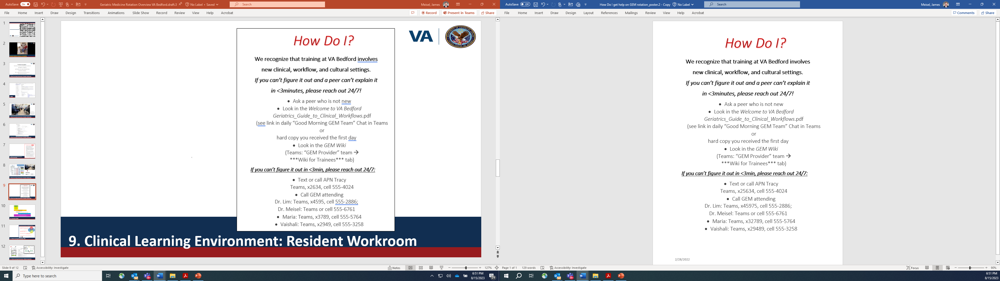 AutoSave On
Geriatric Medicine Rotation Overview VA Bedford.draft.3
No Label • Saved
Search
Meisel, James
File Home Insert Draw Design Transitions Animations Slide Show Record Review View Help Acrobat
Record Present in Teams Share
1
2
3
4
5
6
7
8
9
10
11
12
VA
How Do I?
We recognize that training at VA Bedford involves
new clinical, workflow, and cultural settings.
If you can’t figure it out and a peer can’t explain it
in <3minutes, please reach out 24/7!
• Ask a peer who is not new
• Look in the Welcome to VA Bedford
Geriatrics_Guide_to_Clinical_Workflows.pdf
(see link in daily “Good Morning GEM Team” Chat in Teams
or
hard copy you received the first day
• Look in the GEM Wiki
(Teams: “GEM Provider” team →
***Wiki for Trainees*** tab)
If you can’t figure it out in <3min, please reach out 24/7:
• Text or call APN Tracy
Teams, x2634, cell 555-4024
• Call GEM attending
Dr. Lim: Teams, x4595, cell 555-2886;
Dr. Meisel: Teams or cell 555-6761
• Maria: Teams, x3789, cell 555-5764
• Vaishali: Teams, x2949, cell 555-3258
9. Clinical Learning Environment: Resident Workroom
Slide 9 of 12 Accessibility: Investigate
Notes 127%
Type here to search
9+
6:51 PM
8/15/2023
29
AutoSave Off
How Do I get help on GEM rotation_poster.2 - Copy
No Label
Search
Meisel, James
File Home Insert Draw Design Layout References Mailings Review View Help Acrobat
Comments Share
How Do I?
We recognize that training at VA Bedford involves
new clinical, workflow, and cultural settings.
If you can’t figure it out and a peer can’t explain it
in <3minutes, please reach out 24/7!
• Ask a peer who is not new
• Look in the Welcome to VA Bedford
Geriatrics_Guide_to_Clinical_Workflows.pdf
(see link in daily “Good Morning GEM Team” Chat in Teams
or
hard copy you received the first day
• Look in the GEM Wiki
(Teams: “GEM Provider” team →
***Wiki for Trainees*** tab)
If you can’t figure it out in <3min, please reach out 24/7:
• Text or call APN Tracy
Teams, x25634, cell 555-4024
• Call GEM attending
Dr. Lim: Teams, x45975, cell 555-2886;
Dr. Meisel: Teams or cell 555-6761
• Maria: Teams, x32789, cell 555-5764
• Vaishali: Teams, x29489, cell 555-3258
2/28/2022
Page 1 of 1 129 words Accessibility: Investigate
Focus 90%
9+
6:51 PM
8/15/2023